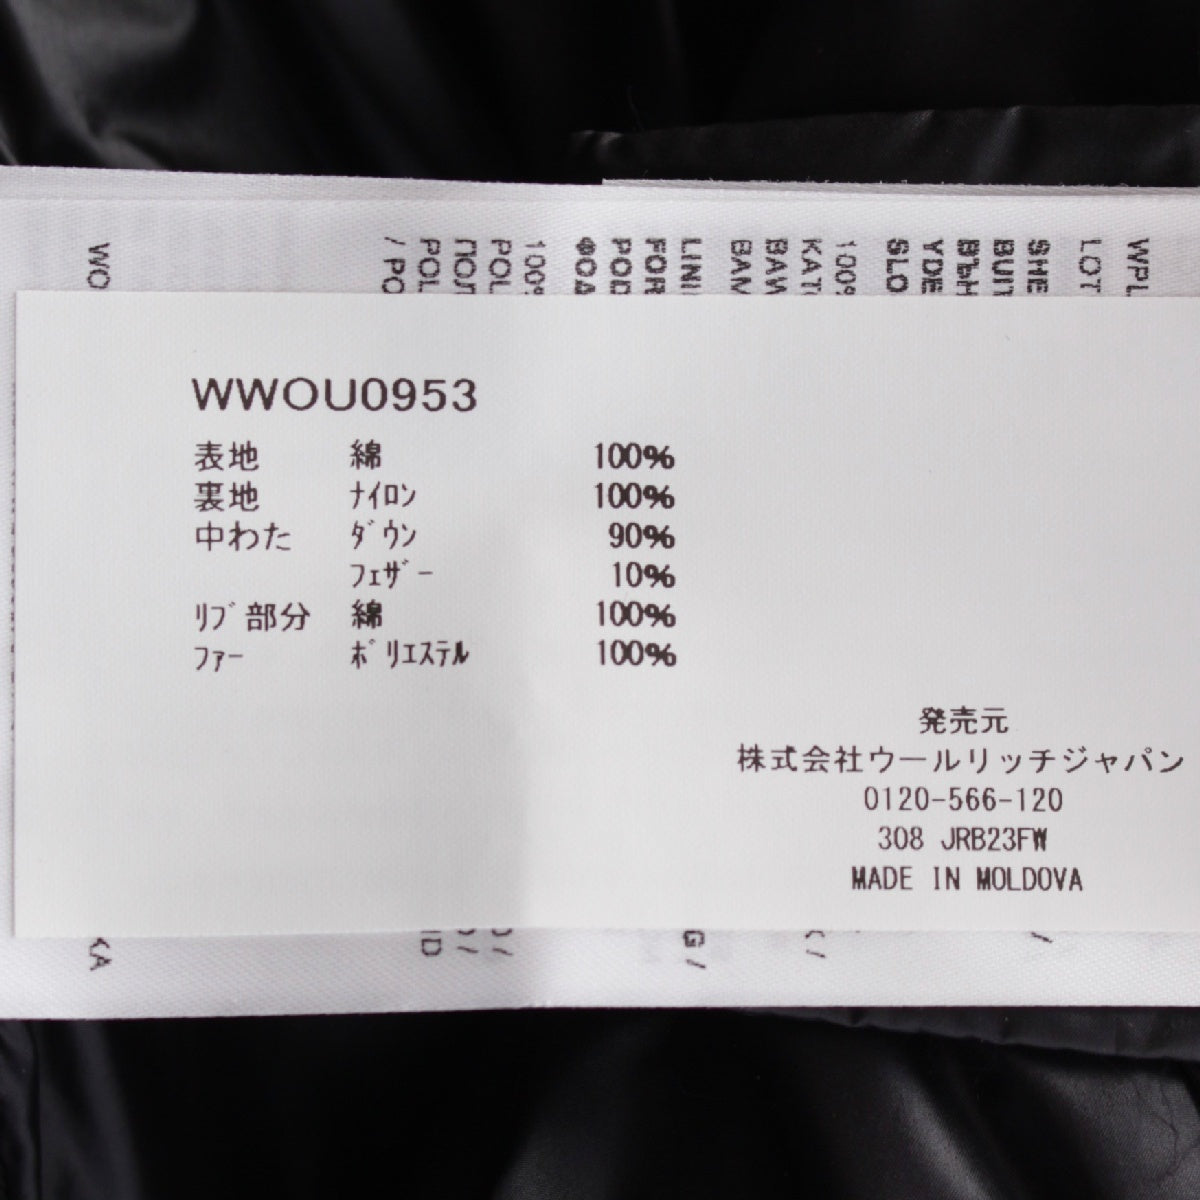 WWOU0953
表地 綿 100%
裏地 ナイロン 100%
中わた ダウン 90%
フェザー 10%
リブ部分 綿 100%
ファー ポリエステル 100%
発売元
株式会社ウールリッチジャパン
0120-566-120
308 JRB23FW
MADE IN MOLDOVA